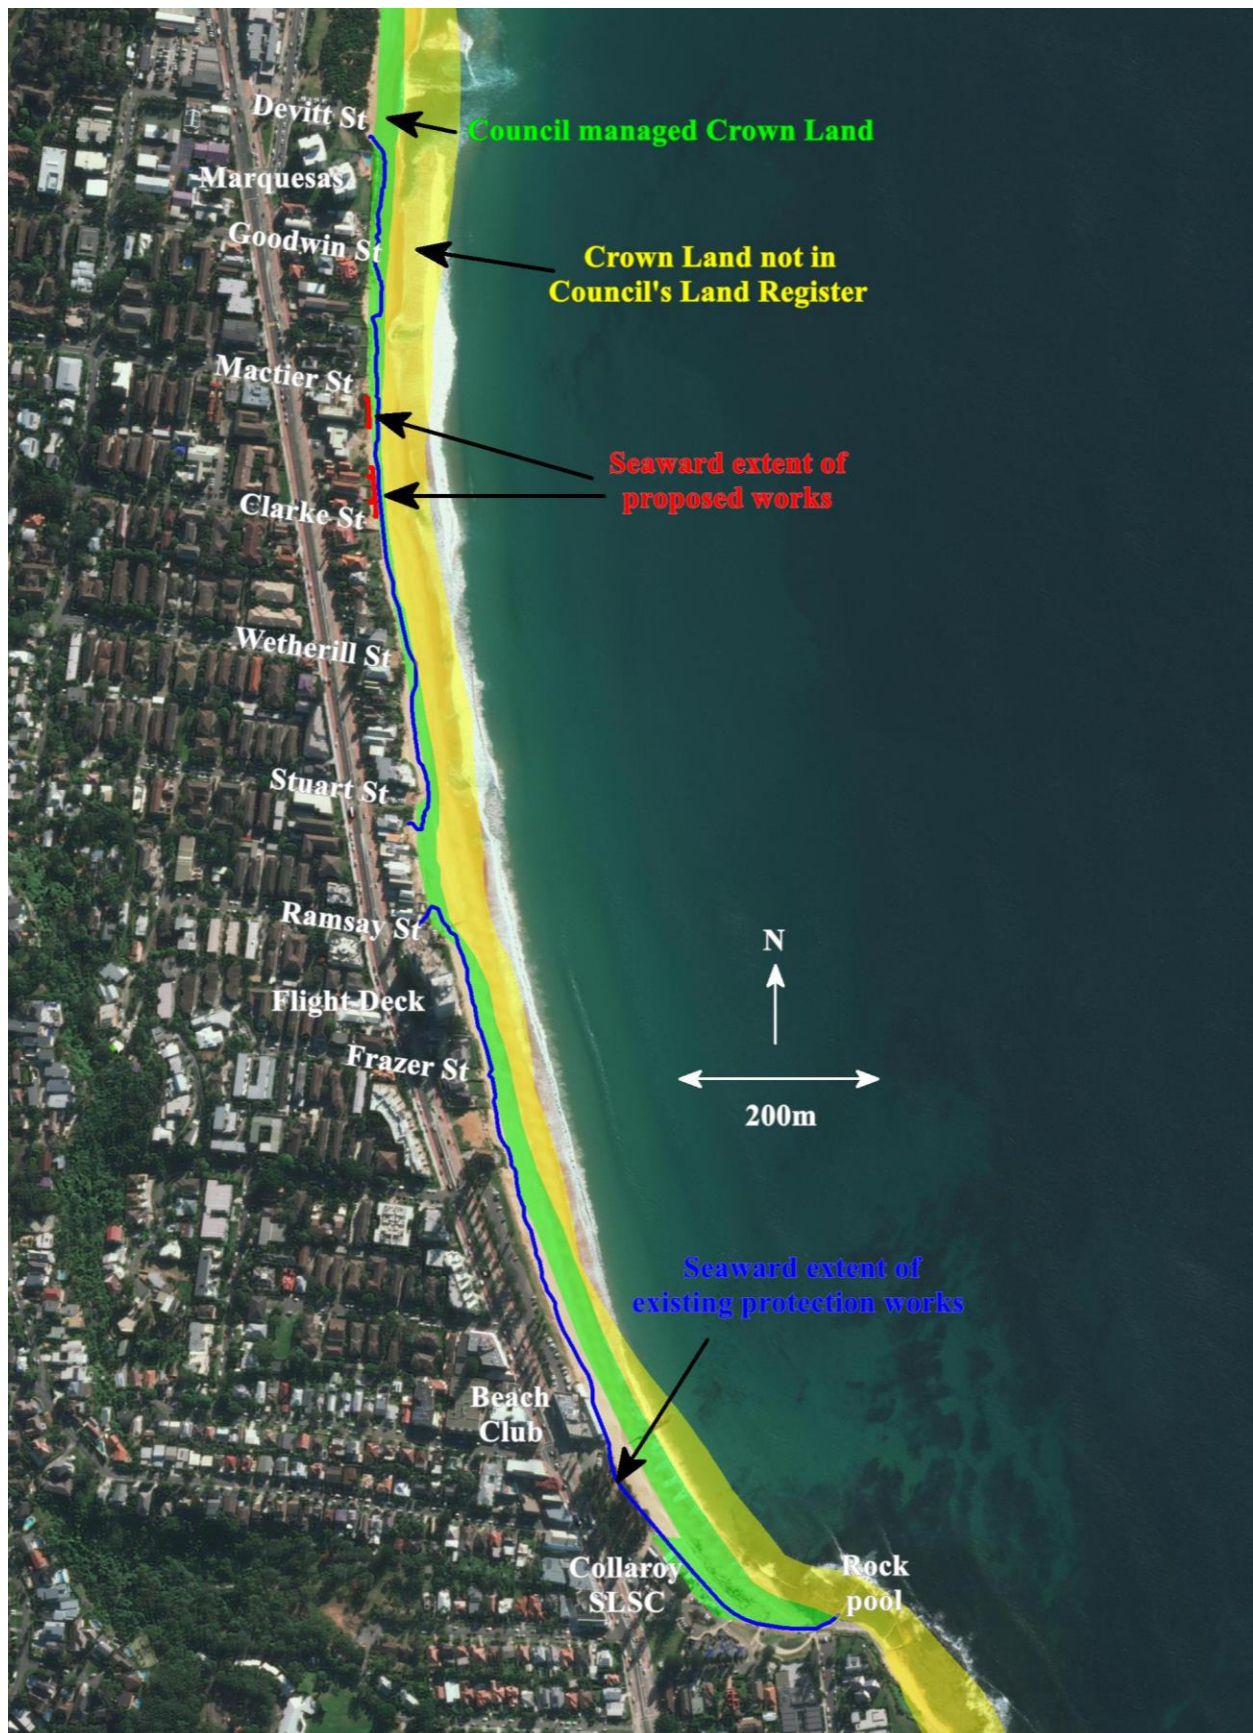 Devitt St
Council managed Crown Land
Marquesas
Goodwin St
Crown Land not in
Council's Land Register
Mactier St
Seaward extent of
proposed works
Clarke St
Wetherill St
Stuart St
Ramsay St
N
Flight Deck
Frazer St
200m
Seaward extent of
existing protection works
Beach
Club
Collaroy
SLSC
Rock
pool